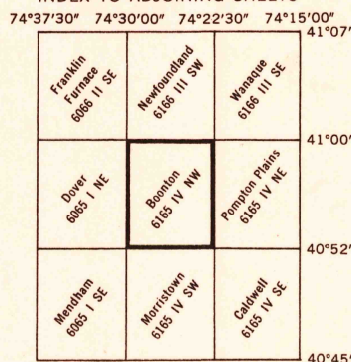 INDEX TO ADJOINING SHEETS
74°37'30" 74°30'00" 74°22'30" 74°15'00"
41°07'
Franklin
Furnace
6066 II SE
Newfoundland
6166 III SW
Wanaque
6166 III SE
41°00'
Dover
6065 I NE
Boonton
6165 IV NW
Pompton Plains
6165 IV NE
40°52'
Mendham
6065 I SE
Morristown
6165 IV SW
Caldwell
6165 IV SE
40°45'